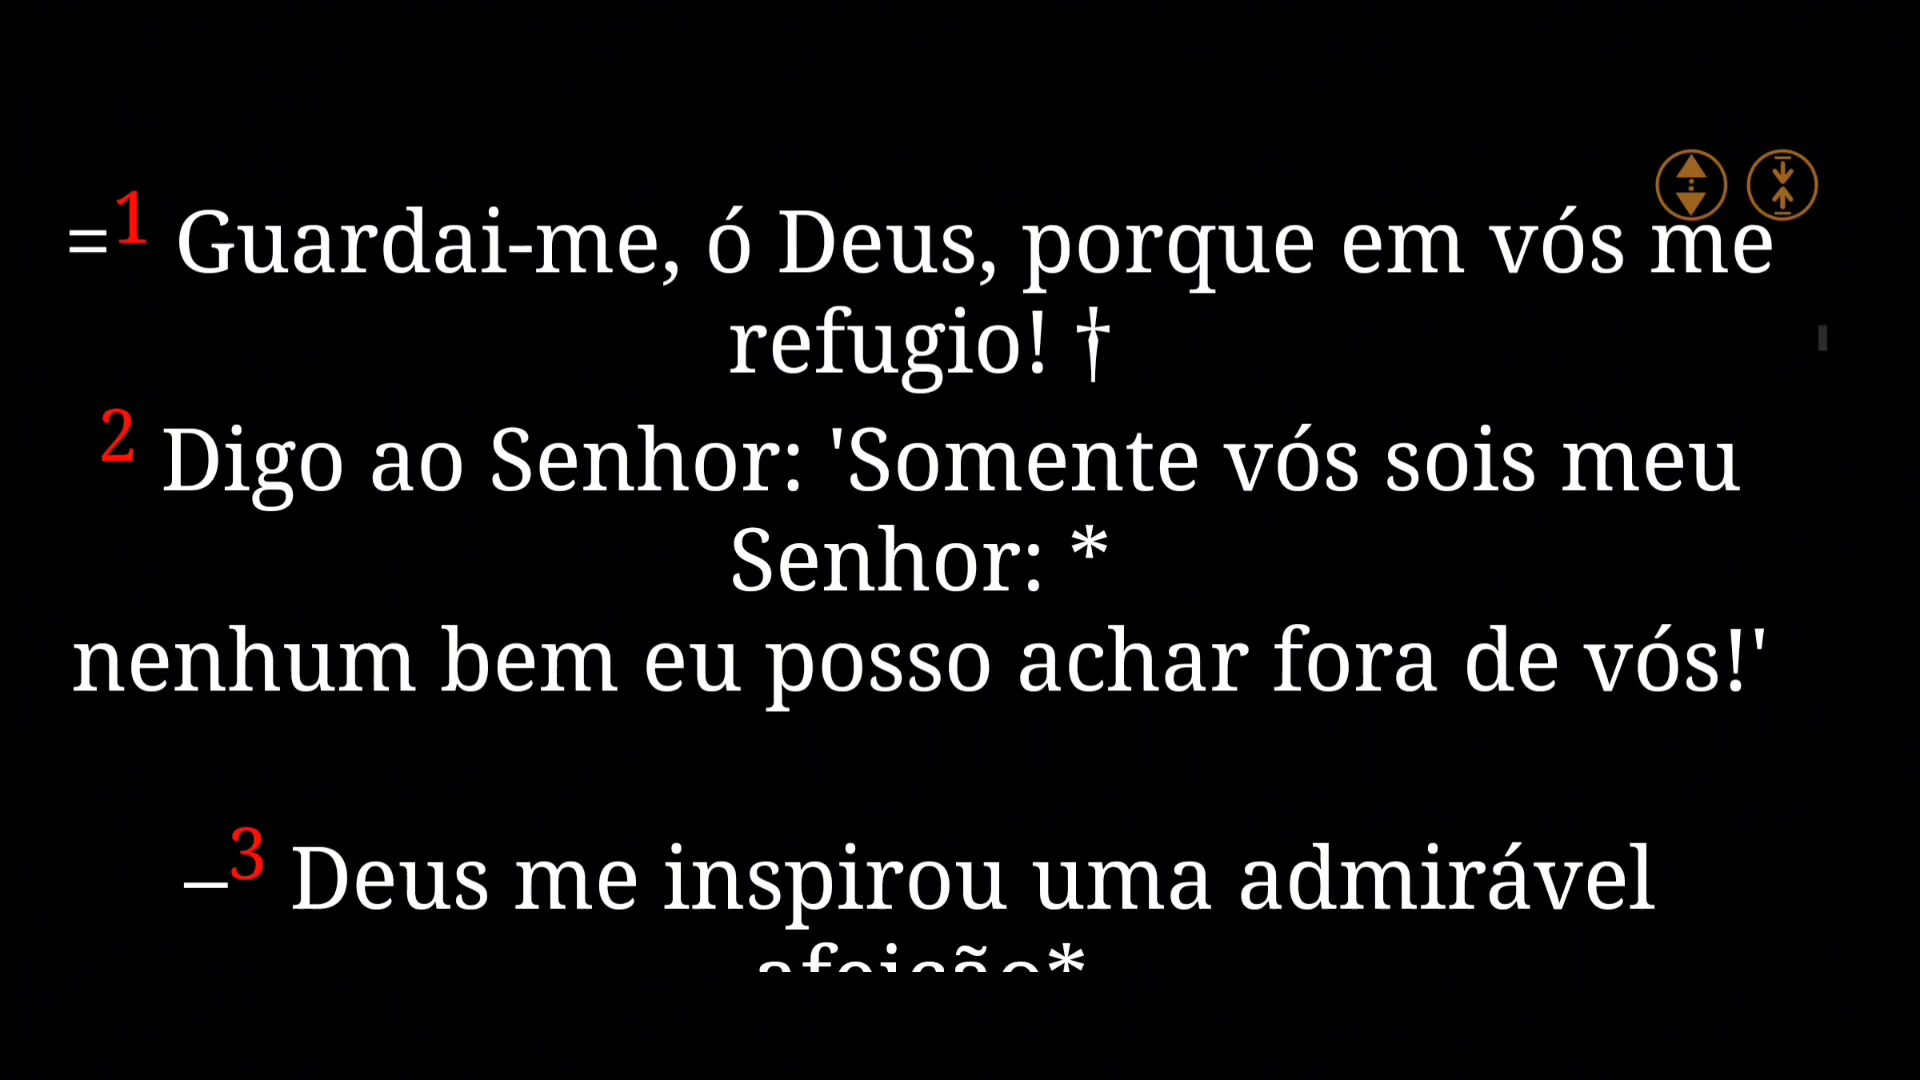 =1 Guardai-me, ó Deus, porque em vós me
refugio! †
2 Digo ao Senhor: 'Somente vós sois meu
Senhor: *
nenhum bem eu posso achar fora de vós!'
–3 Deus me inspirou uma admirável
afeição*